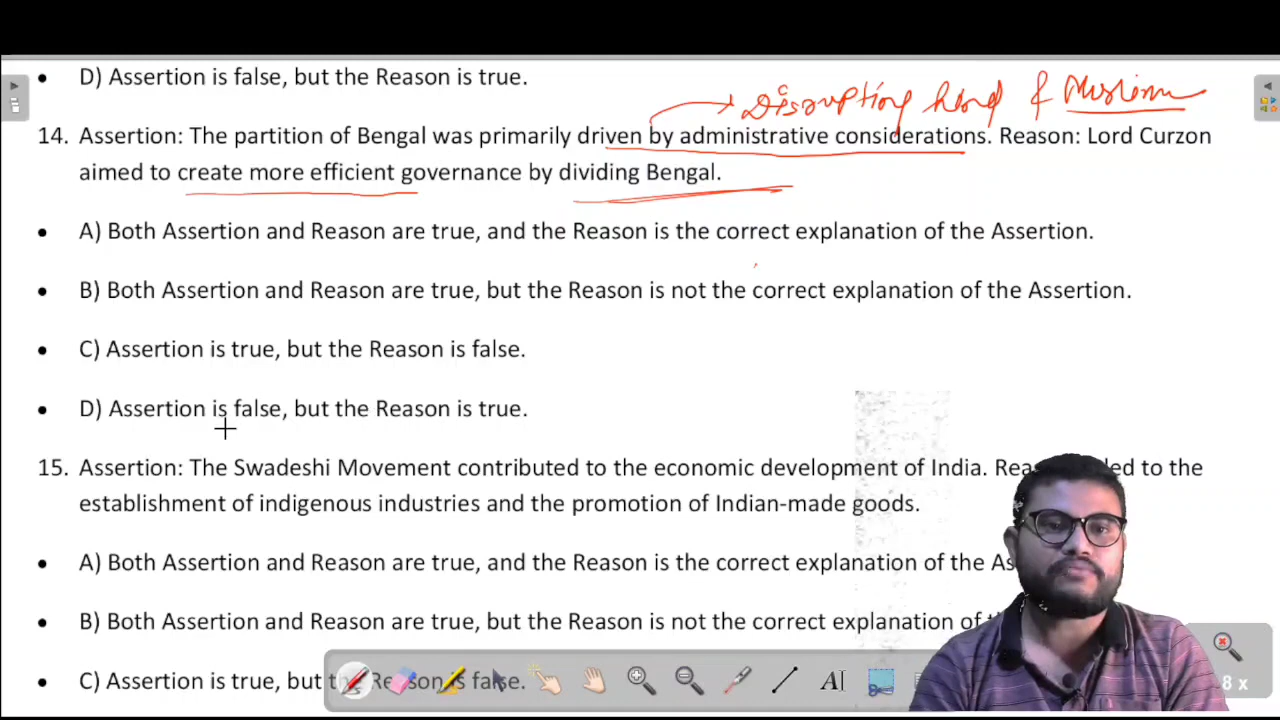 • D) Assertion is false, but the Reason is true.
Disrupting hind & Muslim
14. Assertion: The partition of Bengal was primarily driven by administrative considerations. Reason: Lord Curzon
aimed to create more efficient governance by dividing Bengal.
• A) Both Assertion and Reason are true, and the Reason is the correct explanation of the Assertion.
• B) Both Assertion and Reason are true, but the Reason is not the correct explanation of the Assertion.
• C) Assertion is true, but the Reason is false.
• D) Assertion is false, but the Reason is true.
15. Assertion: The Swadeshi Movement contributed to the economic development of India. led to the
establishment of indigenous industries and the promotion of Indian-made goods.
• A) Both Assertion and Reason are true, and the Reason is the correct explanation of the
• B) Both Assertion and Reason are true, but the Reason is not the correct explanation of
• C) Assertion is true, but the Reason is false.
AI
8 x